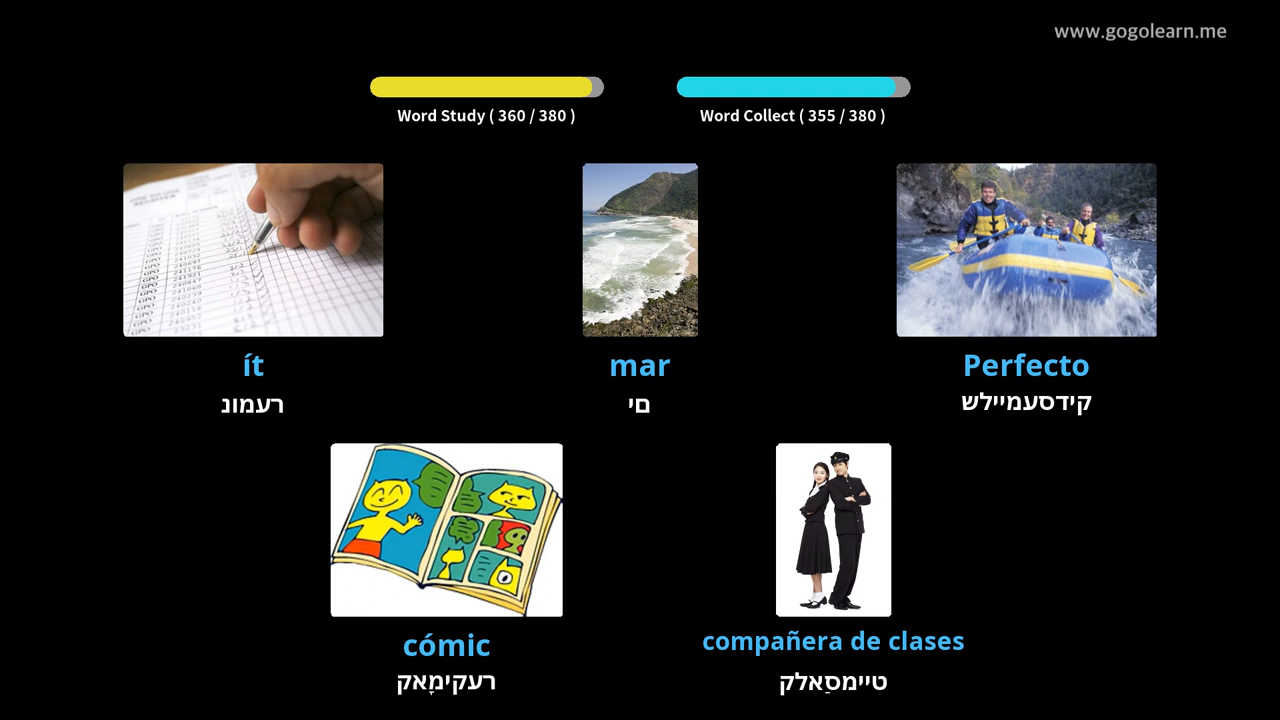 www.gogolearn.me
Word Study ( 360 / 380 )
Word Collect ( 355 / 380 )
ít
mar
Perfecto
רעמונ
םי
קידסעמיילש
cómic
compañera de clases
רעקימָאק
טיימסַאלק